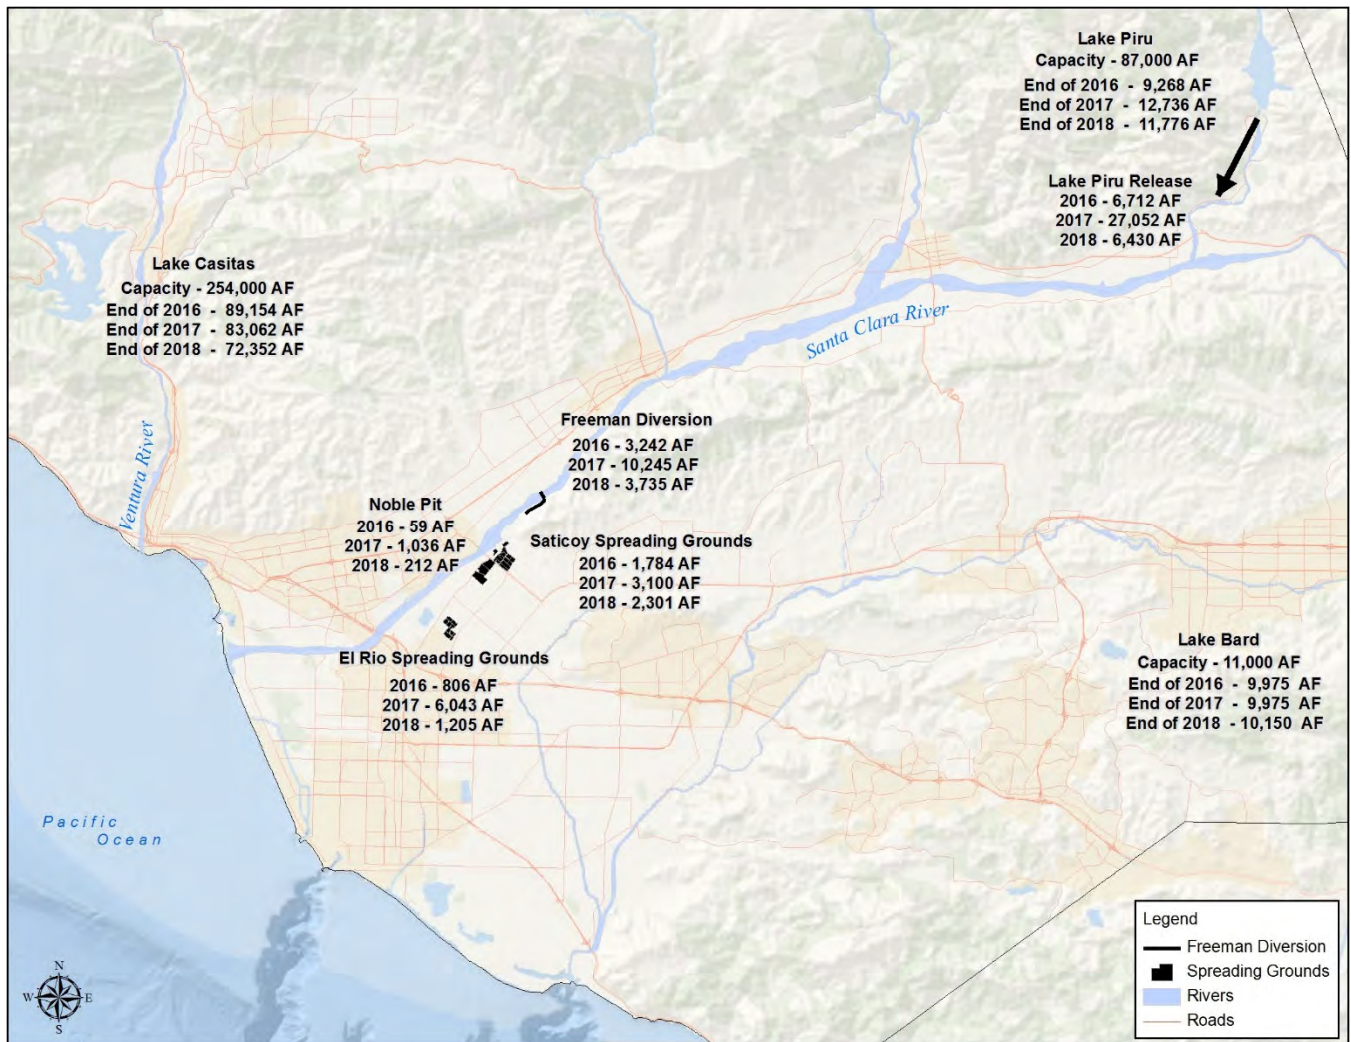 Lake Piru
Capacity - 87,000 AF
End of 2016 - 9,268 AF
End of 2017 - 12,736 AF
End of 2018 - 11,776 AF
Lake Piru Release
2016 - 6,712 AF
2017 - 27,052 AF
2018 - 6,430 AF
Lake Casitas
Capacity - 254,000 AF
End of 2016 - 89,154 AF
End of 2017 - 83,062 AF
End of 2018 - 72,352 AF
Santa Clara River
Ventura River
Freeman Diversion
2016 - 3,242 AF
2017 - 10,245 AF
2018 - 3,735 AF
Noble Pit
2016 - 59 AF
2017 - 1,036 AF
2018 - 212 AF
Saticoy Spreading Grounds
2016 - 1,784 AF
2017 - 3,100 AF
2018 - 2,301 AF
El Rio Spreading Grounds
2016 - 806 AF
2017 - 6,043 AF
2018 - 1,205 AF
Lake Bard
Capacity - 11,000 AF
End of 2016 - 9,975 AF
End of 2017 - 9,975 AF
End of 2018 - 10,150 AF
Pacific
Ocean
N
W E
S
Legend
Freeman Diversion
Spreading Grounds
Rivers
Roads